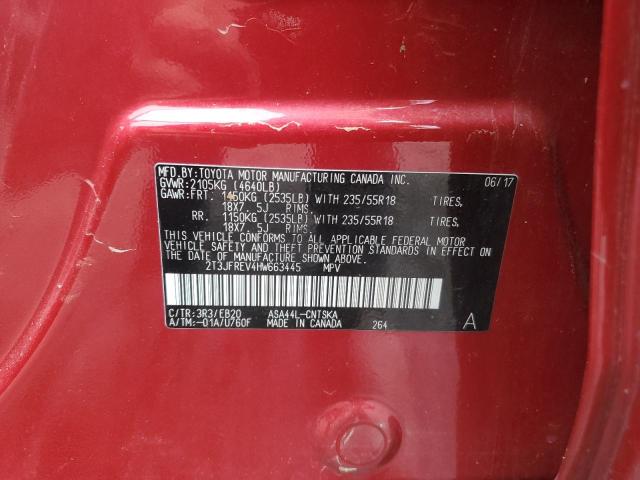 MFD.BY:TOYOTA MOTOR MANUFACTURING CANADA INC. 06/17
GVWR:2105KG (4640LB)
GAWR:FRT. 1150KG (2535LB) WITH 235/55R18 TIRES,
18X7. 5J RIMS.
RR. 1150KG (2535LB) WITH 235/55R18 TIRES,
18X7. 5J RIMS.
THIS VEHICLE CONFORMS TO ALL APPLICABLE FEDERAL MOTOR
VEHICLE SAFETY AND THEFT PREVENTION STANDARDS IN EFFECT
ON THE DATE OF MANUFACTURE SHOWN ABOVE.
2T3JFREV4HW663445 MPV
C/TR:3R3/EB20 ASA44L-CNTSKA
A/TM:-01A/U760F MADE IN CANADA 264 A